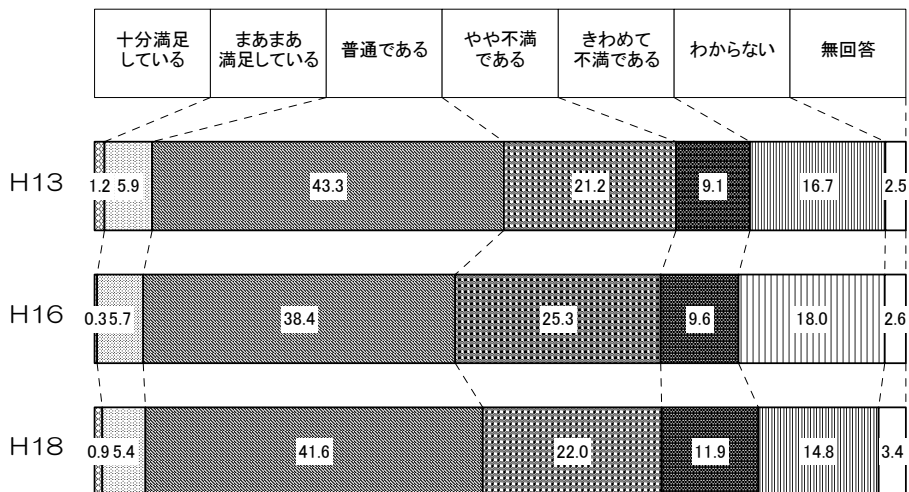 十分満足
している
まあまあ
満足している
普通である
やや不満
である
きわめて
不満である
わからない
無回答
H13 1.2 5.9 43.3 21.2 9.1 16.7 2.5
H16 0.3 5.7 38.4 25.3 9.6 18.0 2.6
H18 0.9 5.4 41.6 22.0 11.9 14.8 3.4